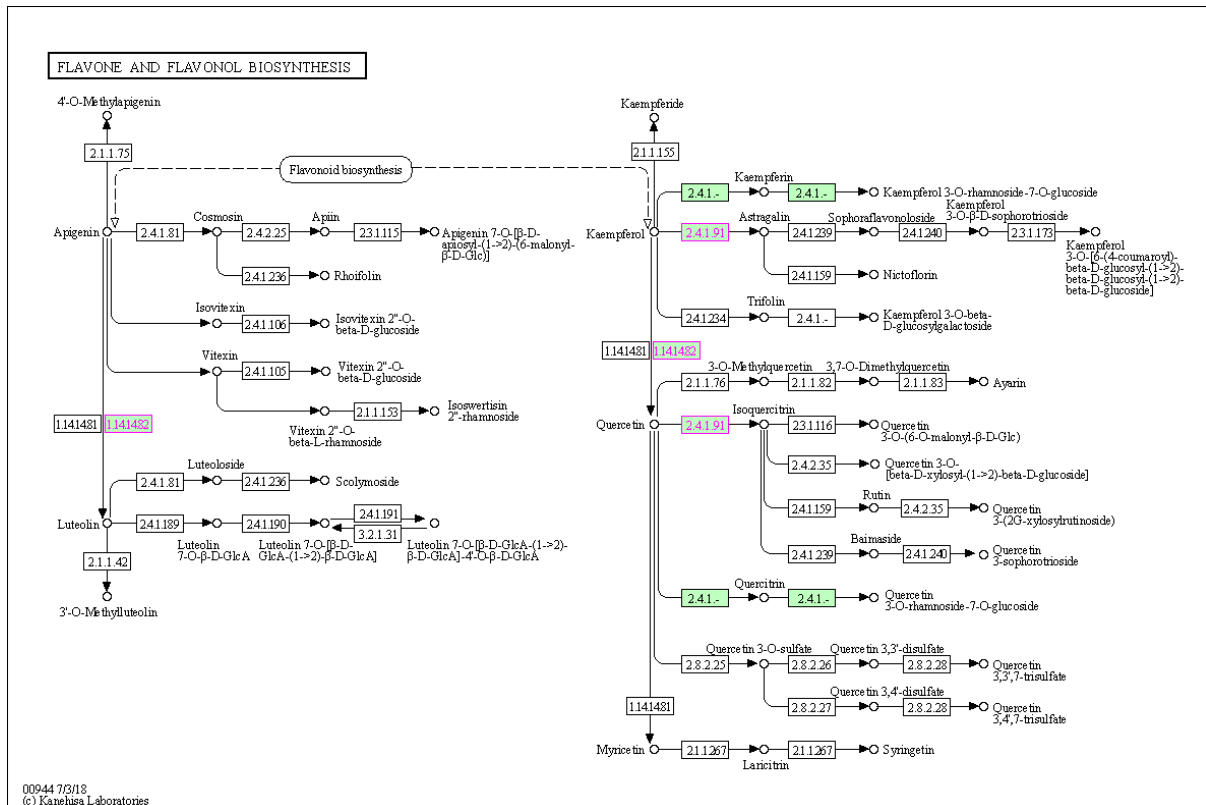 FLAVONE AND FLAVONOL BIOSYNTHESIS
4'-O-Methylapigenin
2.1.1.75
Flavonoid biosynthesis
Apigenin
2.4.1.81
Cosmosin
2.4.2.25
Apiin
2.3.1.115
Apigenin 7-O-[β-D-
apiosyl-(1->2)-(6-malonyl-
β-D-Glc)]
2.4.1.236
Rhoifolin
Isovitexin
2.4.1.106
Isovitexin 2"-O-
beta-D-glucoside
Vitexin
2.4.1.105
Vitexin 2"-O-
beta-D-glucoside
Vitexin 2"-O-
beta-L-rhamnoside
2.1.1.153
Isoswertisin
2"-rhamnoside
1.14.14.81
1.14.14.82
Luteolin
2.4.1.81
Luteoloside
2.4.1.236
Scolymoside
2.4.1.189
Luteolin
7-O-β-D-GlcA
2.4.1.190
Luteolin 7-O-[β-D-
GlcA-(1->2)-β-D-GlcA]
2.4.1.191
3.2.1.31
Luteolin 7-O-[β-D-GlcA-(1->2)-
β-D-GlcA]-4'-O-β-D-GlcA
2.1.1.42
3'-O-Methylluteolin
Kaempferide
2.1.1.155
Kaempferol
2.4.1.-
Kaempferin
2.4.1.-
Kaempferol 3-O-rhamnoside-7-O-glucoside
2.4.1.91
Astragalin
2.4.1.239
Sophoraflavonoloside
2.4.1.240
Kaempferol
3-O-β-D-sophorotrioside
2.3.1.173
Kaempferol
3-O-[6-(4-coumaroyl)-
beta-D-glucosyl-(1->2)-
beta-D-glucosyl-(1->2)-
beta-D-glucoside]
2.4.1.159
Nictoflorin
2.4.1.234
Trifolin
2.4.1.-
Kaempferol 3-O-beta-
D-glucosylgalactoside
1.14.14.81
1.14.14.82
Quercetin
2.1.1.76
3-O-Methylquercetin
2.1.1.82
3,7-O-Dimethylquercetin
2.1.1.83
Ayarin
2.4.1.91
Isoquercitrin
2.3.1.116
Quercetin
3-O-(6-O-malonyl-β-D-Glc)
2.4.2.35
Quercetin 3-O-
[beta-D-xylosyl-(1->2)-beta-D-glucoside]
2.4.1.159
Rutin
2.4.2.35
Quercetin
3-(2G-xylosylrutinoside)
2.4.1.239
Baimaside
2.4.1.240
Quercetin
3-sophorotrioside
2.4.1.-
Quercitrin
2.4.1.-
Quercetin
3-O-rhamnoside-7-O-glucoside
2.8.2.25
Quercetin 3-O-sulfate
2.8.2.26
Quercetin 3,3'-disulfate
2.8.2.28
Quercetin
3,3',7-trisulfate
2.8.2.27
Quercetin 3,4'-disulfate
2.8.2.28
Quercetin
3,4',7-trisulfate
1.14.14.81
Myricetin
2.1.1.267
Laricitrin
2.1.1.267
Syringetin
00944 7/3/18
(c) Kanehisa Laboratories